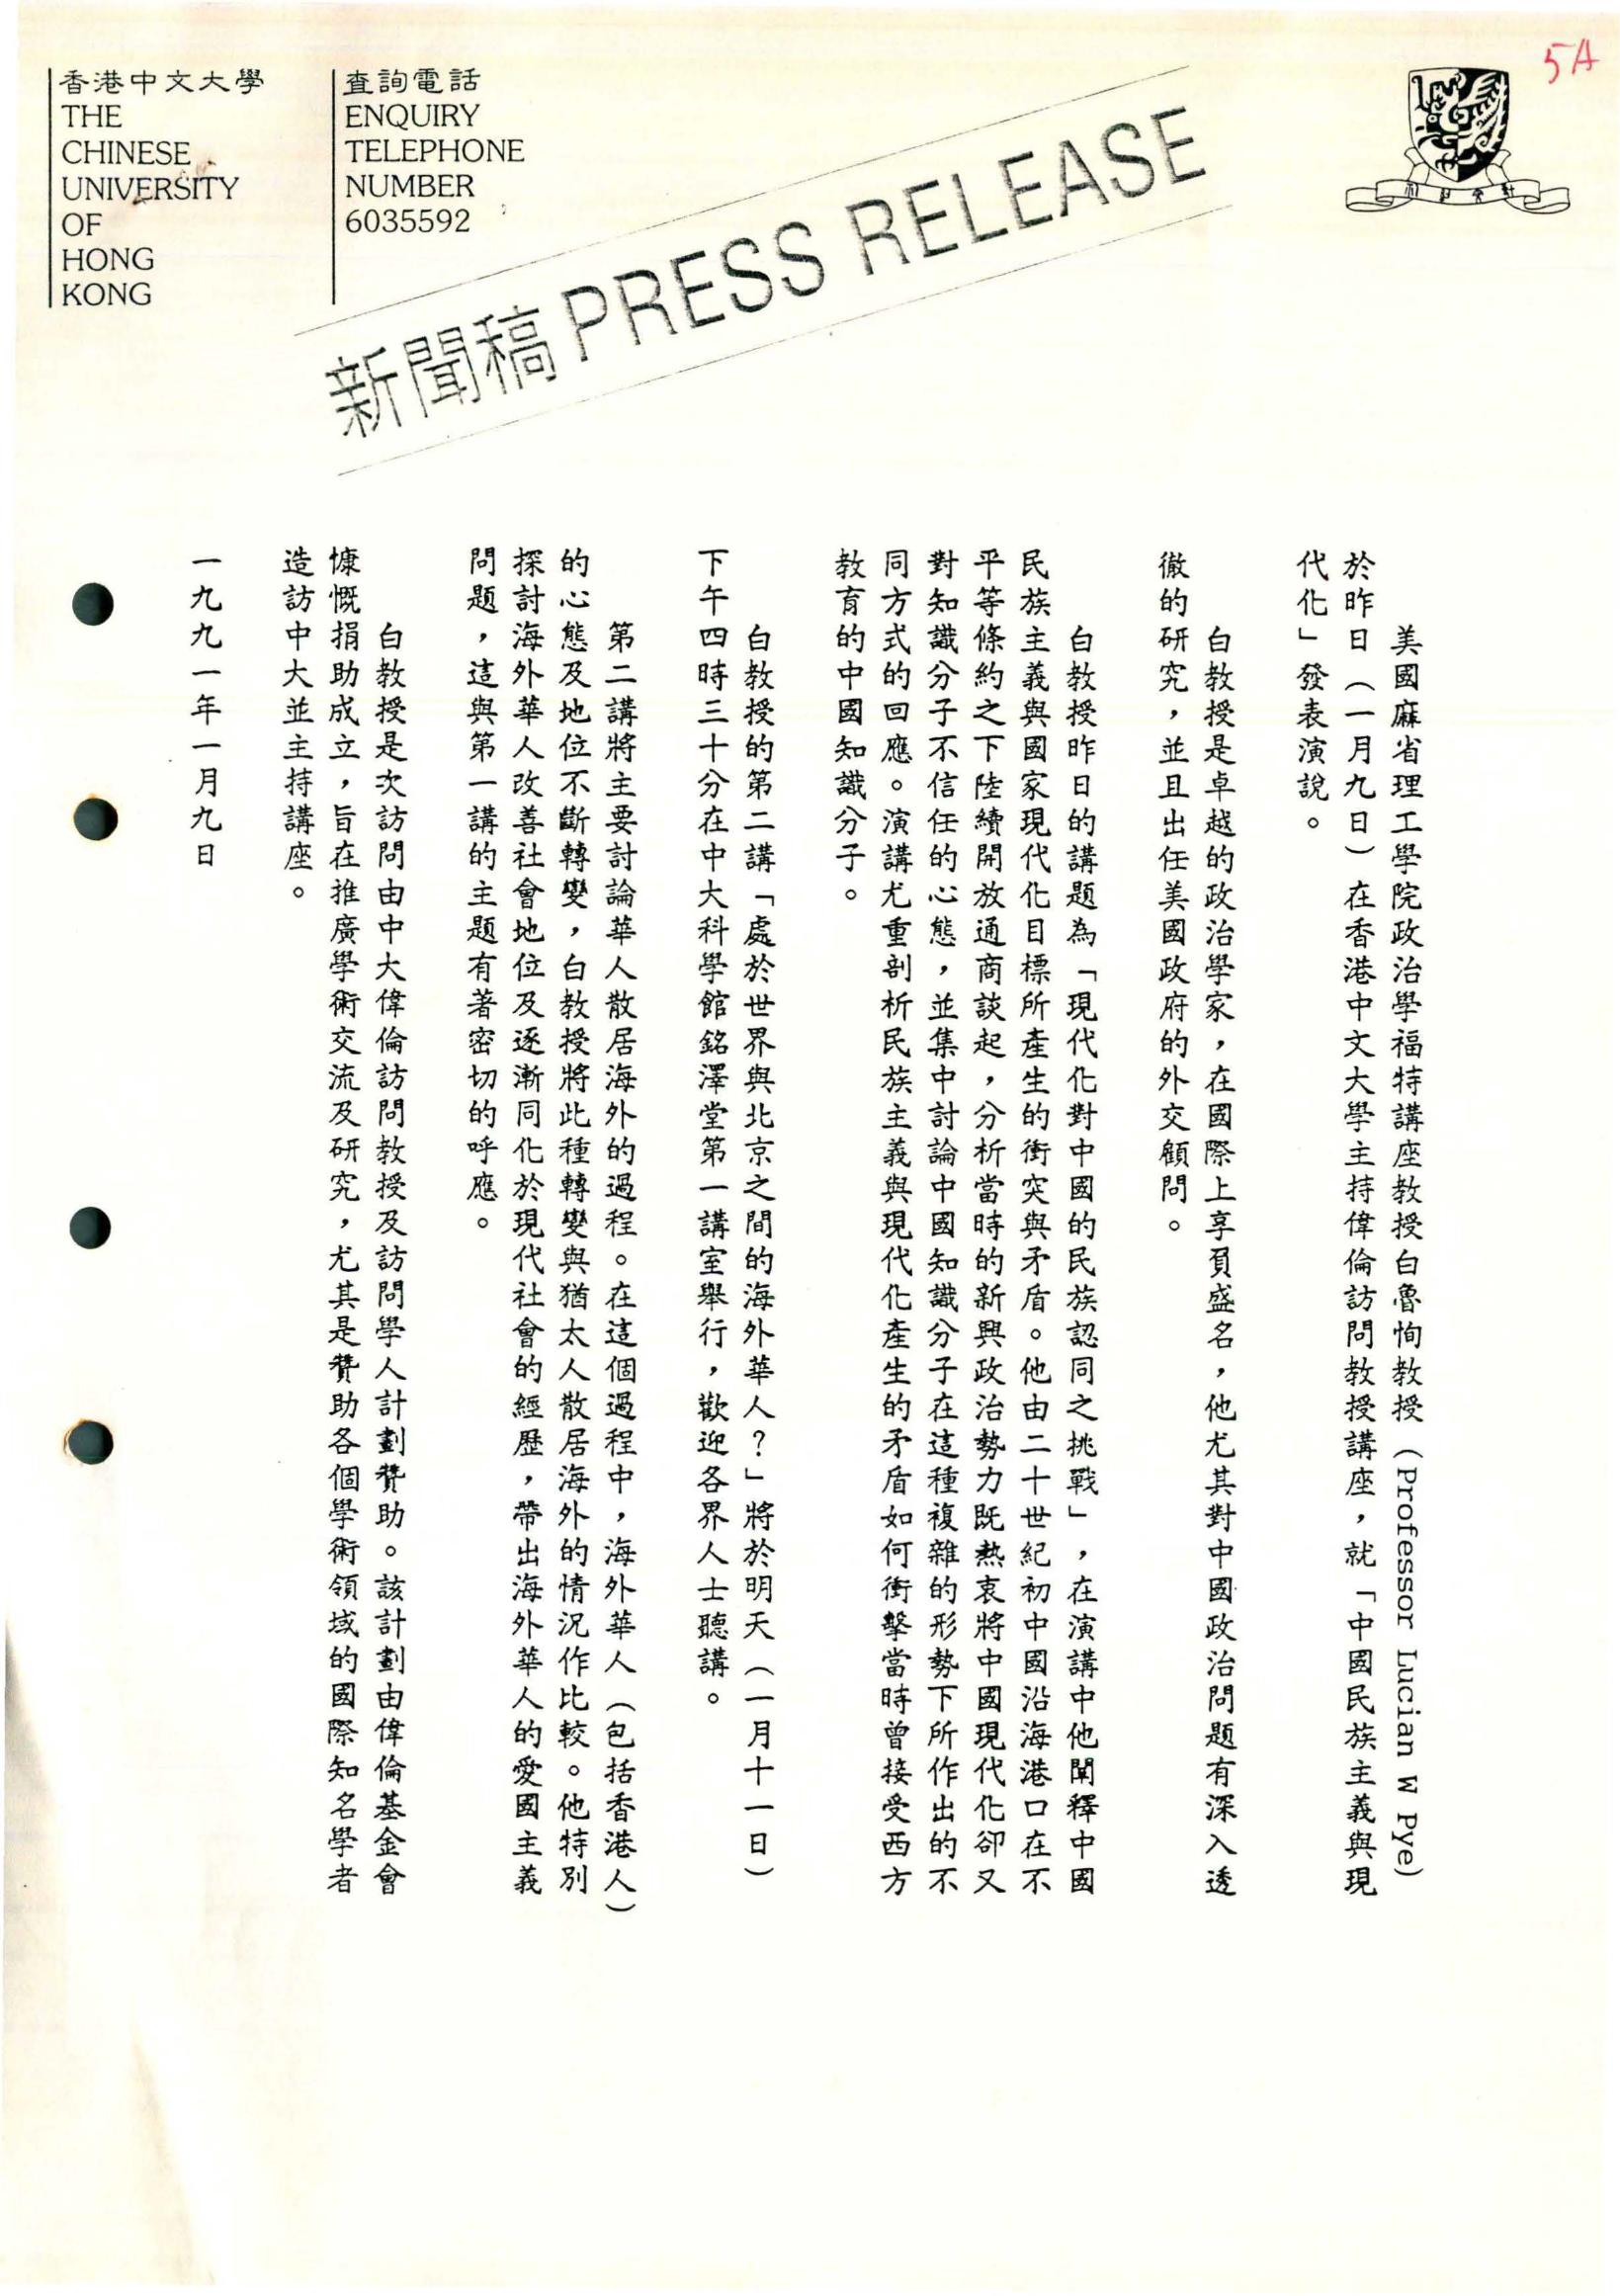 5A
香港中文大學
THE
CHINESE
UNIVERSITY
OF
HONG
KONG
查詢電話
ENQUIRY
TELEPHONE
NUMBER
6035592
新聞稿 PRESS RELEASE
美國麻省理工學院政治學福特講座教授白魯恂教授（Professor Lucian W Pye）
於昨日（一月九日）在香港中文大學主持偉倫訪問教授講座，就「中國民族主義與現
代化」發表演說。
白教授是卓越的政治學家，在國際上享負盛名，他尤其對中國政治問題有深入透
徹的研究，並且出任美國政府的外交顧問。
白教授昨日的講題為「現代化對中國的民族認同之挑戰」，在演講中他闡釋中國
民族主義與國家現代化目標所產生的衝突與矛盾。他由二十世紀初中國沿海港口在不
平等條約之下陸續開放通商談起，分析當時的新興政治勢力既熱衷將中國現代化卻又
對知識分子不信任的心態，並集中討論中國知識分子在這種複雜的形勢下所作出的不
同方式的回應。演講尤重剖析民族主義與現代化產生的矛盾如何衝擊當時曾接受西方
教育的中國知識分子。
白教授的第二講「處於世界與北京之間的海外華人？」將於明天（一月十一日）
下午四時三十分在中大科學館銘澤堂第一講室舉行，歡迎各界人士聽講。
第二講將主要討論華人散居海外的過程。在這個過程中，海外華人（包括香港人）
的心態及地位不斷轉變，白教授將此種轉變與猶太人散居海外的情況作比較。他特別
探討海外華人改善社會地位及逐漸同化於現代社會的經歷，帶出海外華人的愛國主義
問題，這與第一講的主題有著密切的呼應。
白教授是次訪問由中大偉倫訪問教授及訪問學人計劃贊助。該計劃由偉倫基金會
慷慨捐助成立，旨在推廣學術交流及研究，尤其是贊助各個學術領域的國際知名學者
造訪中大並主持講座。
一九九一年一月九日